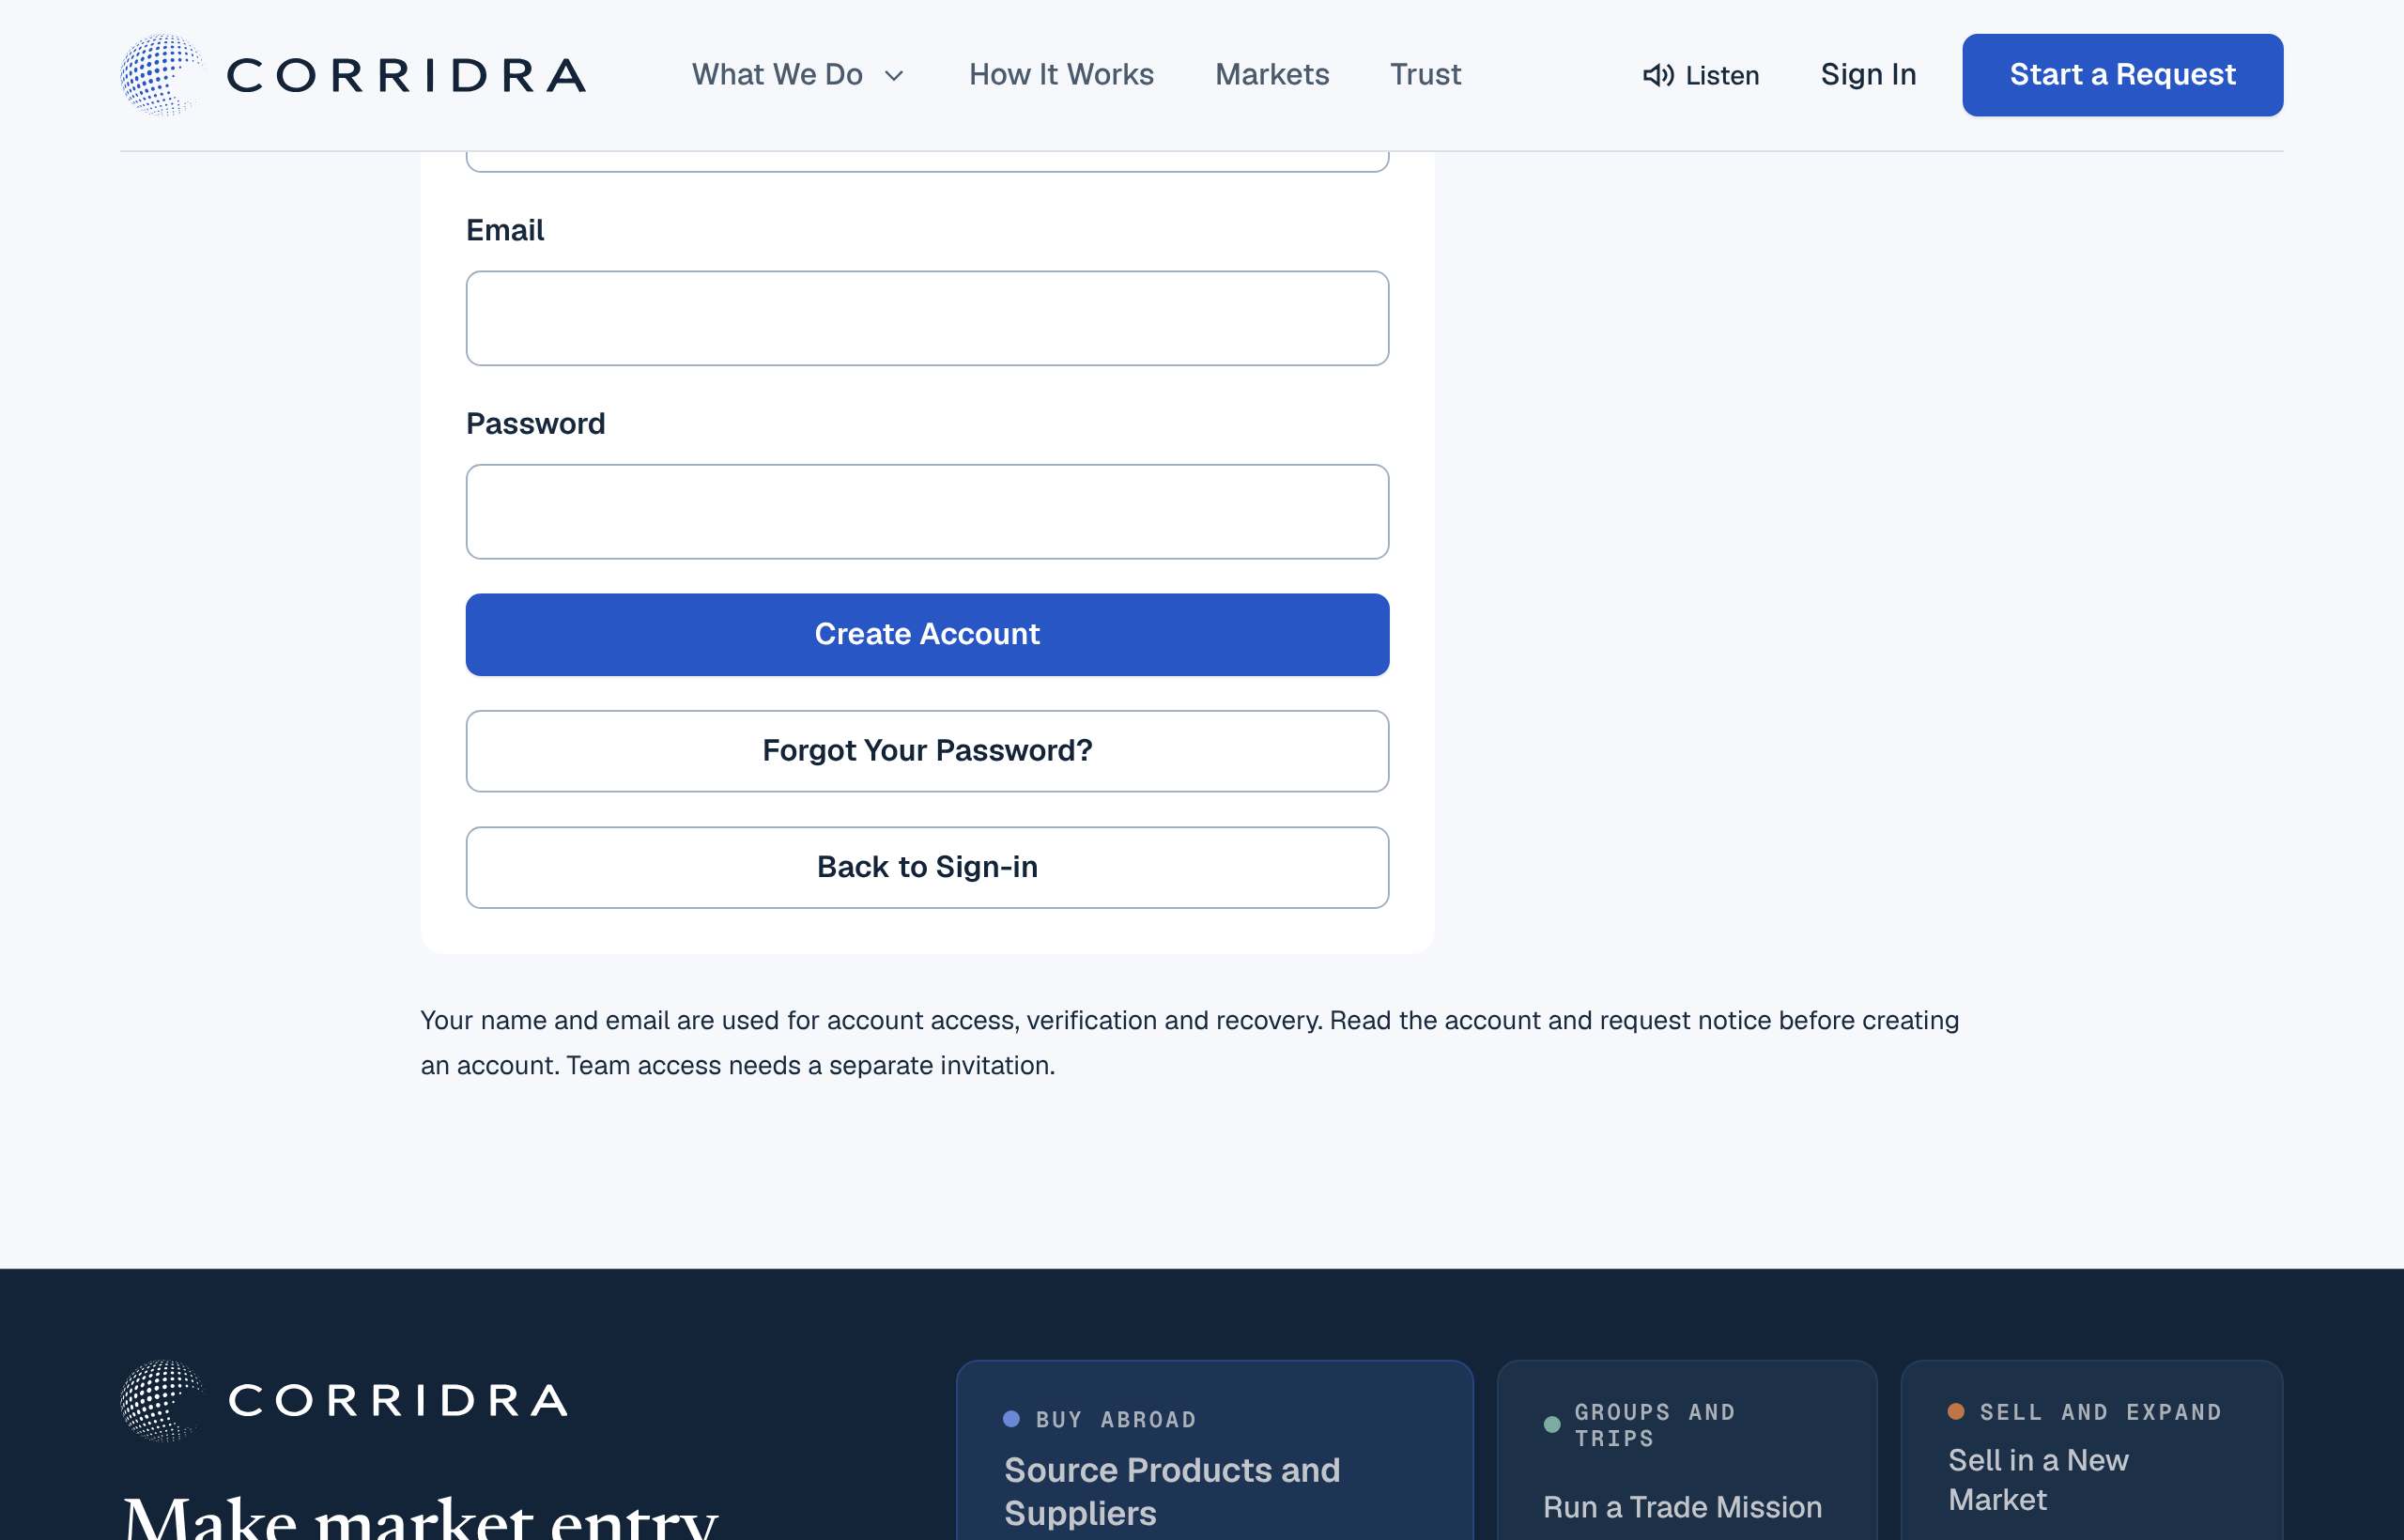 CORRIDRA
What We Do
How It Works
Markets
Trust
Listen
Sign In
Start a Request
Email
Password
Create Account
Forgot Your Password?
Back to Sign-in
Your name and email are used for account access, verification and recovery. Read the account and request notice before creating
an account. Team access needs a separate invitation.
CORRIDRA
Make market entry
BUY ABROAD
Source Products and
Suppliers
GROUPS AND
TRIPS
Run a Trade Mission
SELL AND EXPAND
Sell in a New
Market